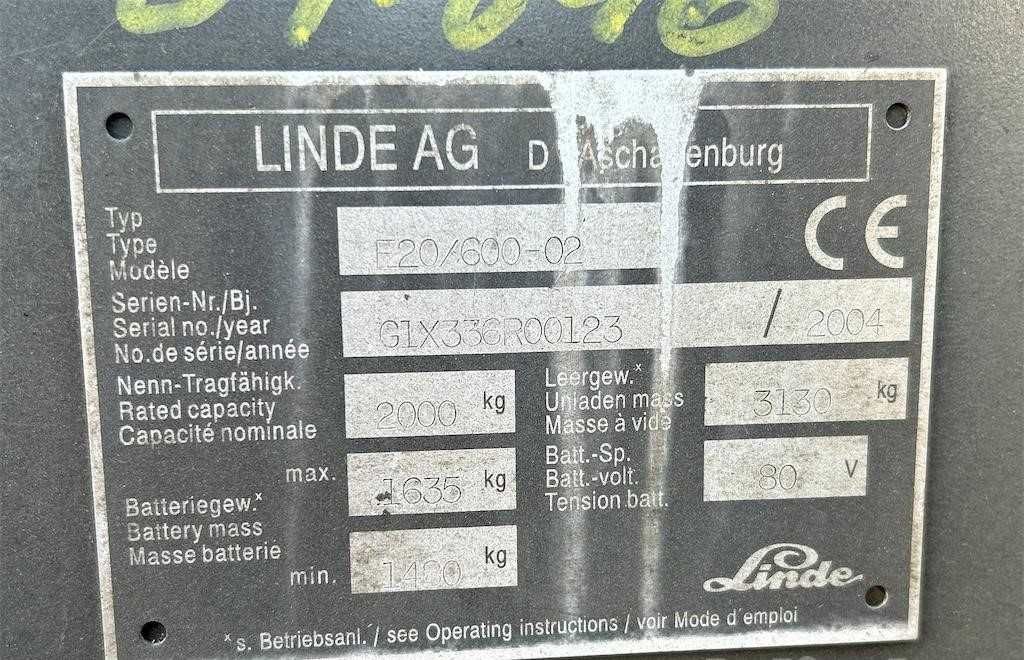 LINDE AG D Aschaffenburg
CE
Typ
Type
Modèle
E20/600-02
Serien-Nr./Bj.
Serial no./year
No.de série/année
G1X336R00123 / 2004
Nenn-Tragfähigk.
Rated capacity
Capacité nominale
2000 kg
Leergew.ˣ
Unladen mass
Masse à vide
3130 kg
Batteriegew.ˣ
Battery mass
Masse batterie
max. 1635 kg
min. kg
Batt.-Sp.
Batt.-volt.
Tension batt.
80 V
Linde
ˣ s. Betriebsanl. / see Operating instructions / voir Mode d'emploi